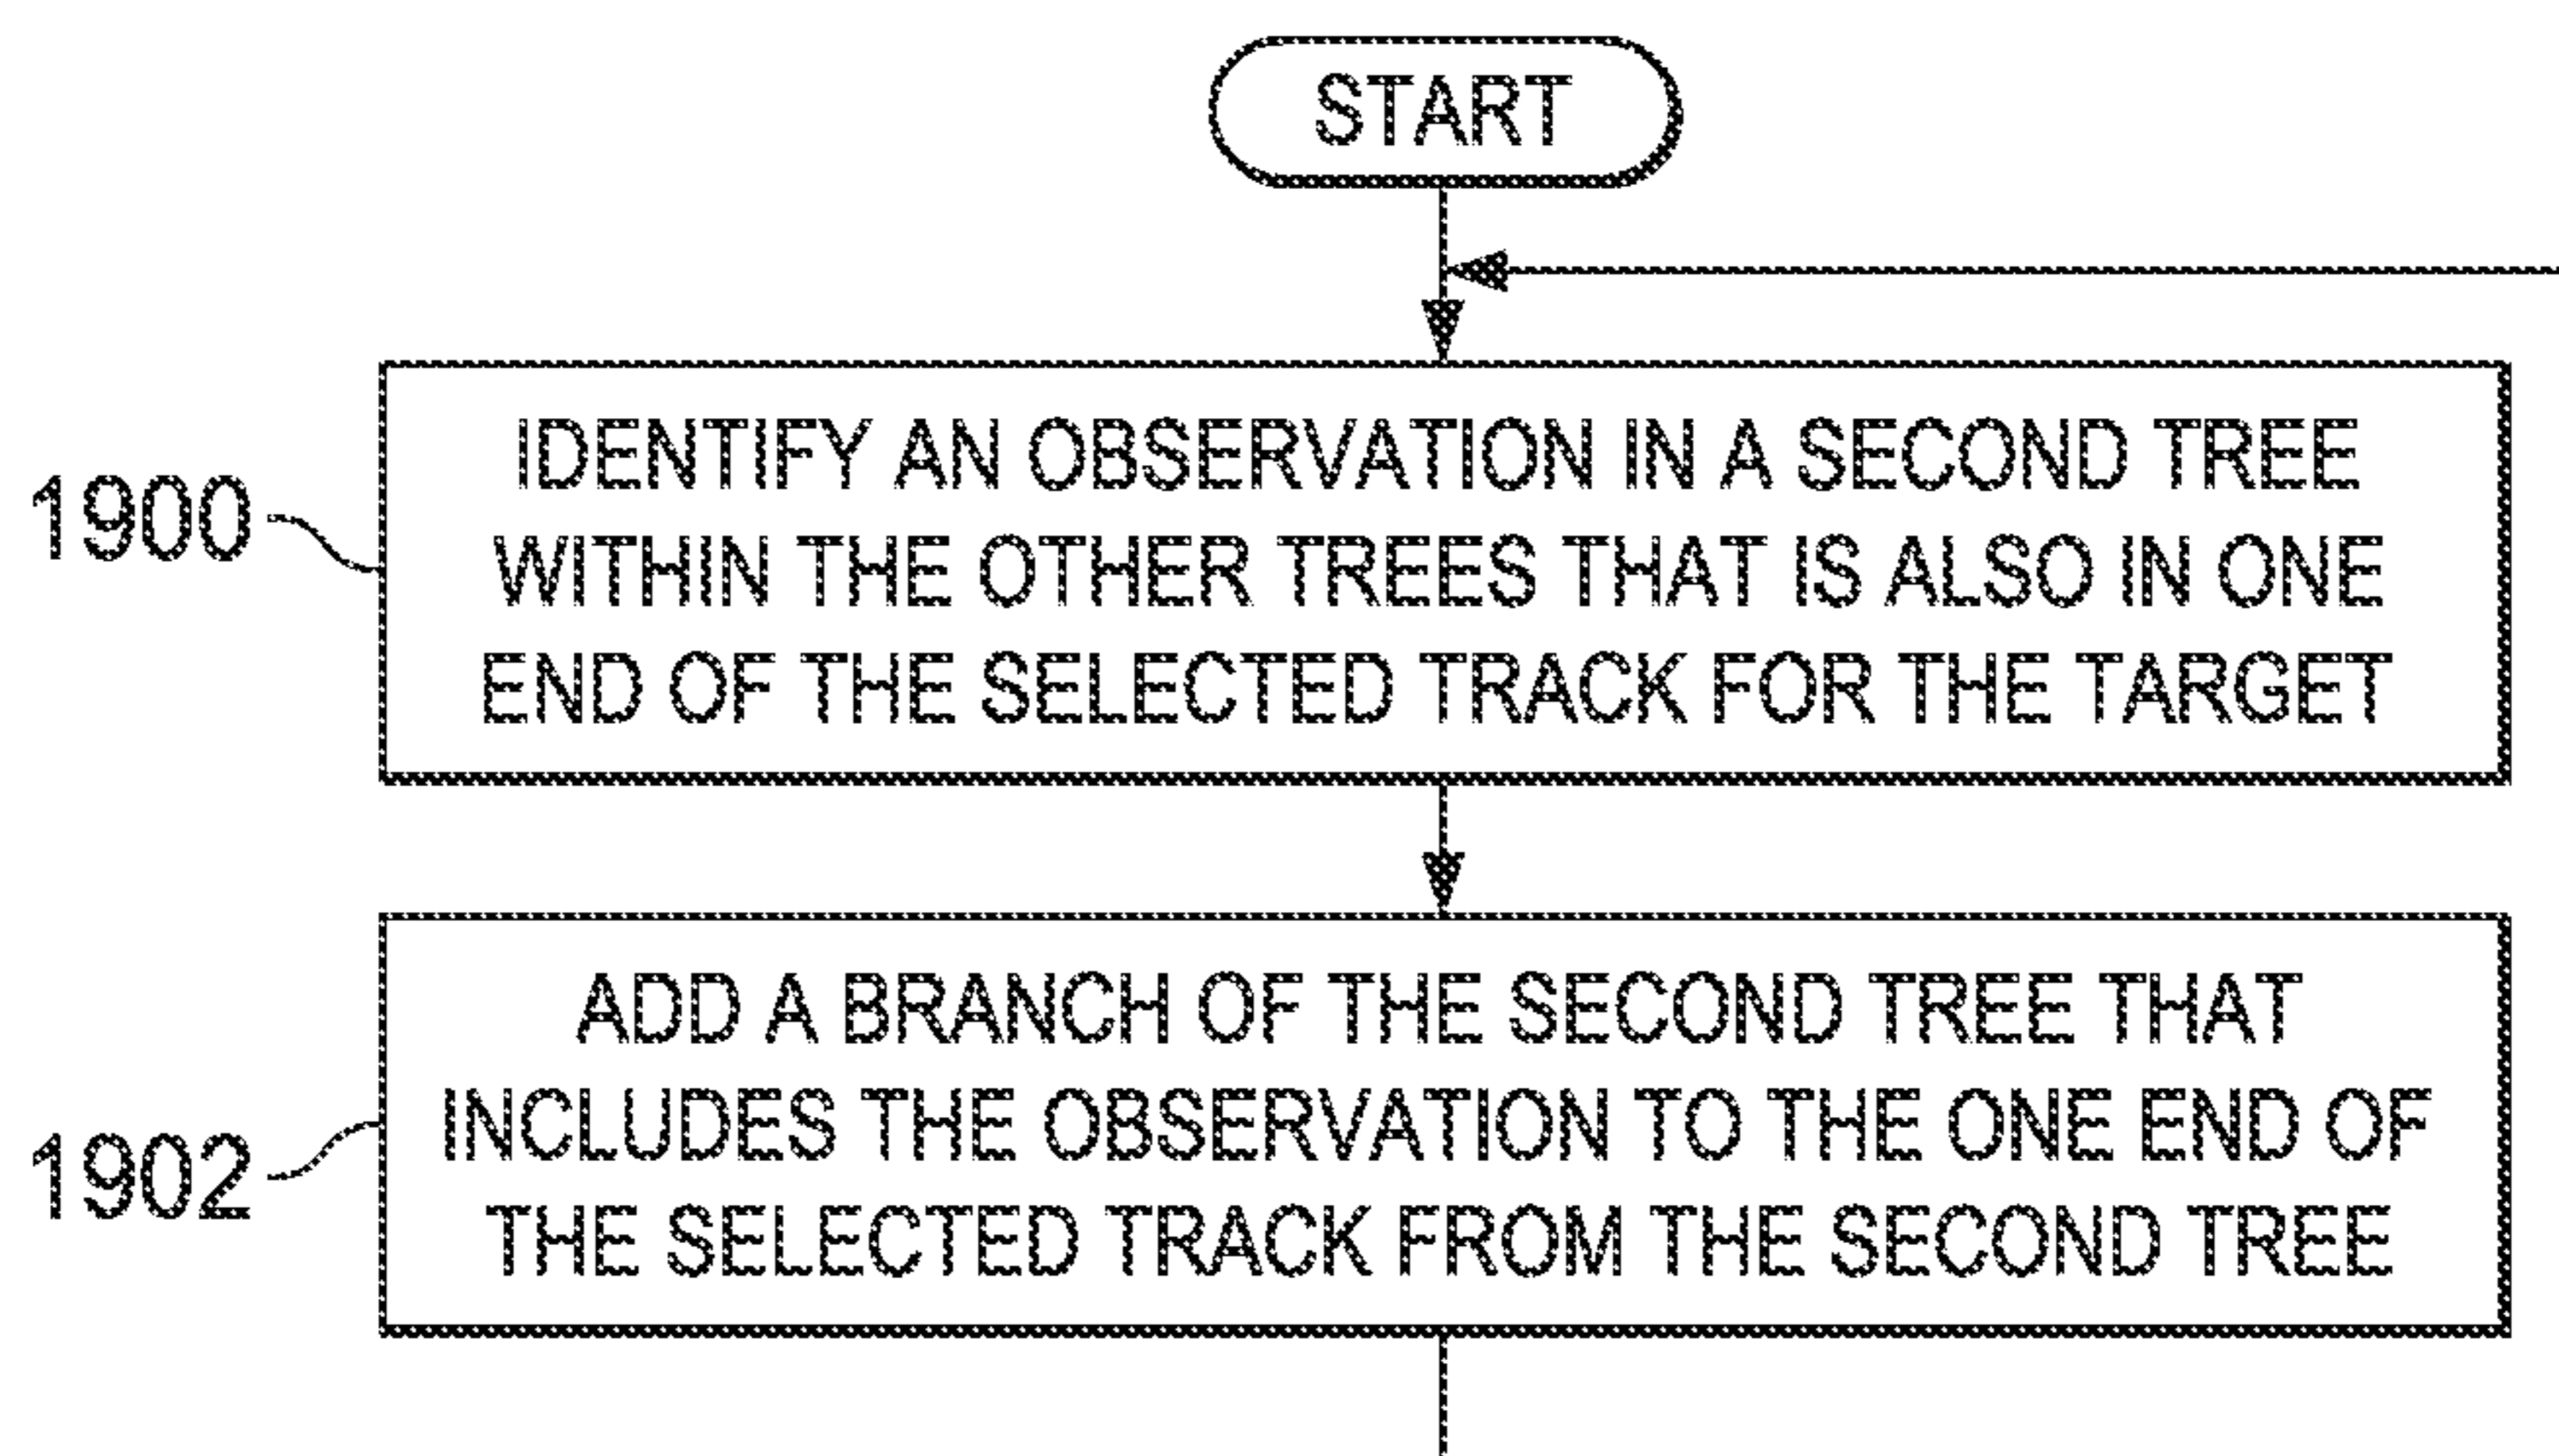 START
1900
IDENTIFY AN OBSERVATION IN A SECOND TREE
WITHIN THE OTHER TREES THAT IS ALSO IN ONE
END OF THE SELECTED TRACK FOR THE TARGET
1902
ADD A BRANCH OF THE SECOND TREE THAT
INCLUDES THE OBSERVATION TO THE ONE END OF
THE SELECTED TRACK FROM THE SECOND TREE